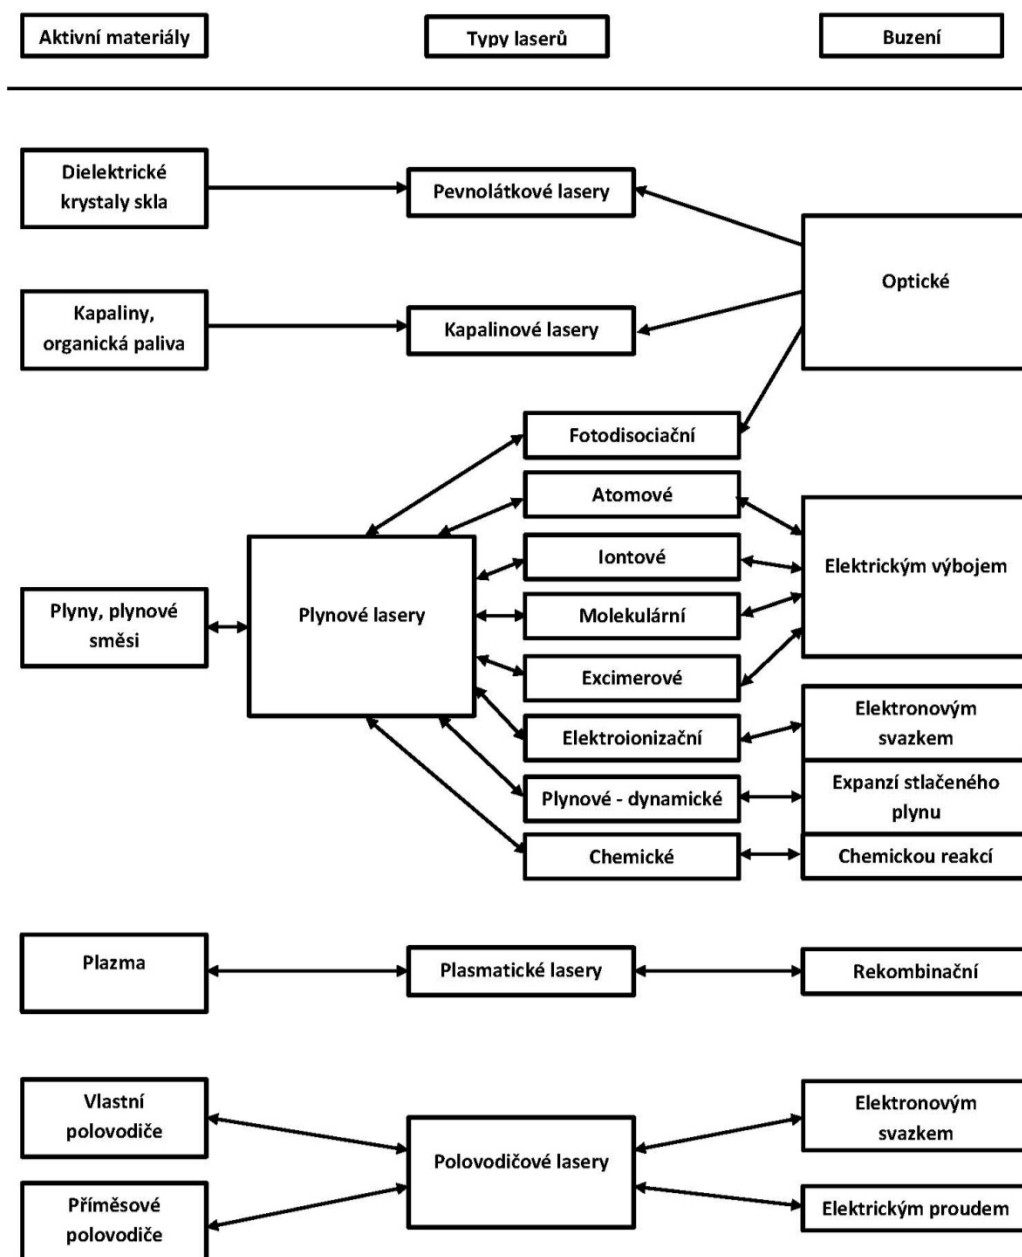 Aktivní materiály
Typy laserů
Buzení
Dielektrické
krystaly skla
Pevnolátkové lasery
Optické
Kapaliny,
organická paliva
Kapalinové lasery
Fotodisociační
Atomové
Iontové
Elektrickým výbojem
Plyny, plynové
směsi
Plynové lasery
Molekulární
Excimerové
Elektroionizační
Elektronovým
svazkem
Plynové - dynamické
Expanzí stlačeného
plynu
Chemické
Chemickou reakcí
Plazma
Plasmatické lasery
Rekombinační
Vlastní
polovodiče
Polovodičové lasery
Elektronovým
svazkem
Příměsové
polovodiče
Elektrickým proudem